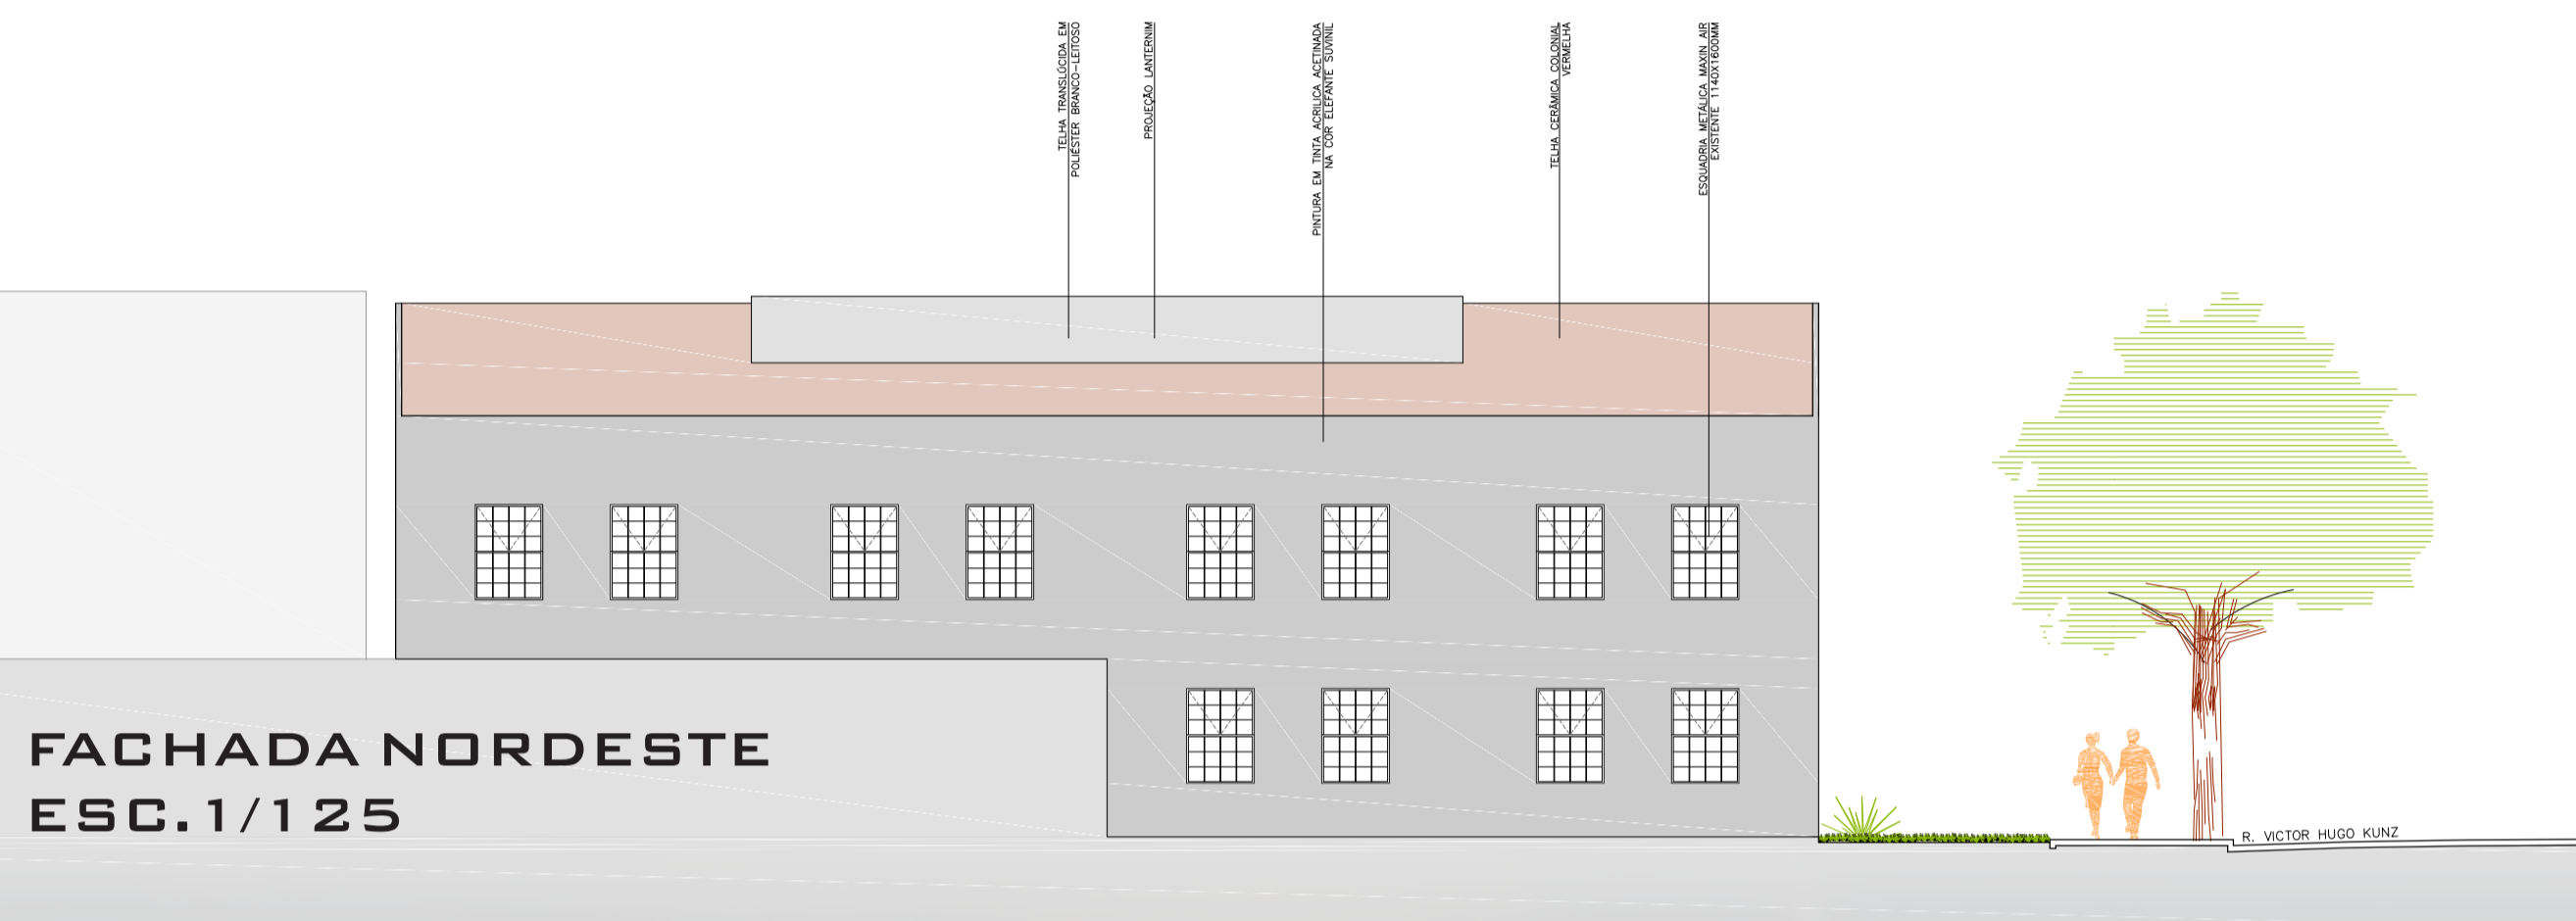 TELHA TRANSLÚCIDA EM
POLIÉSTER BRANCO-LEITOSO
PROJEÇÃO LANTERNIM
PINTURA EM TINTA ACRILICA ACETINADA
NA COR ELEFANTE SUVINIL
TELHA CERÂMICA COLONIAL
VERMELHA
ESQUADRIA METÁLICA MAXIN AIR
EXISTENTE 1140X1600MM
FACHADA NORDESTE
ESC.1/125
R. VICTOR HUGO KUNZ